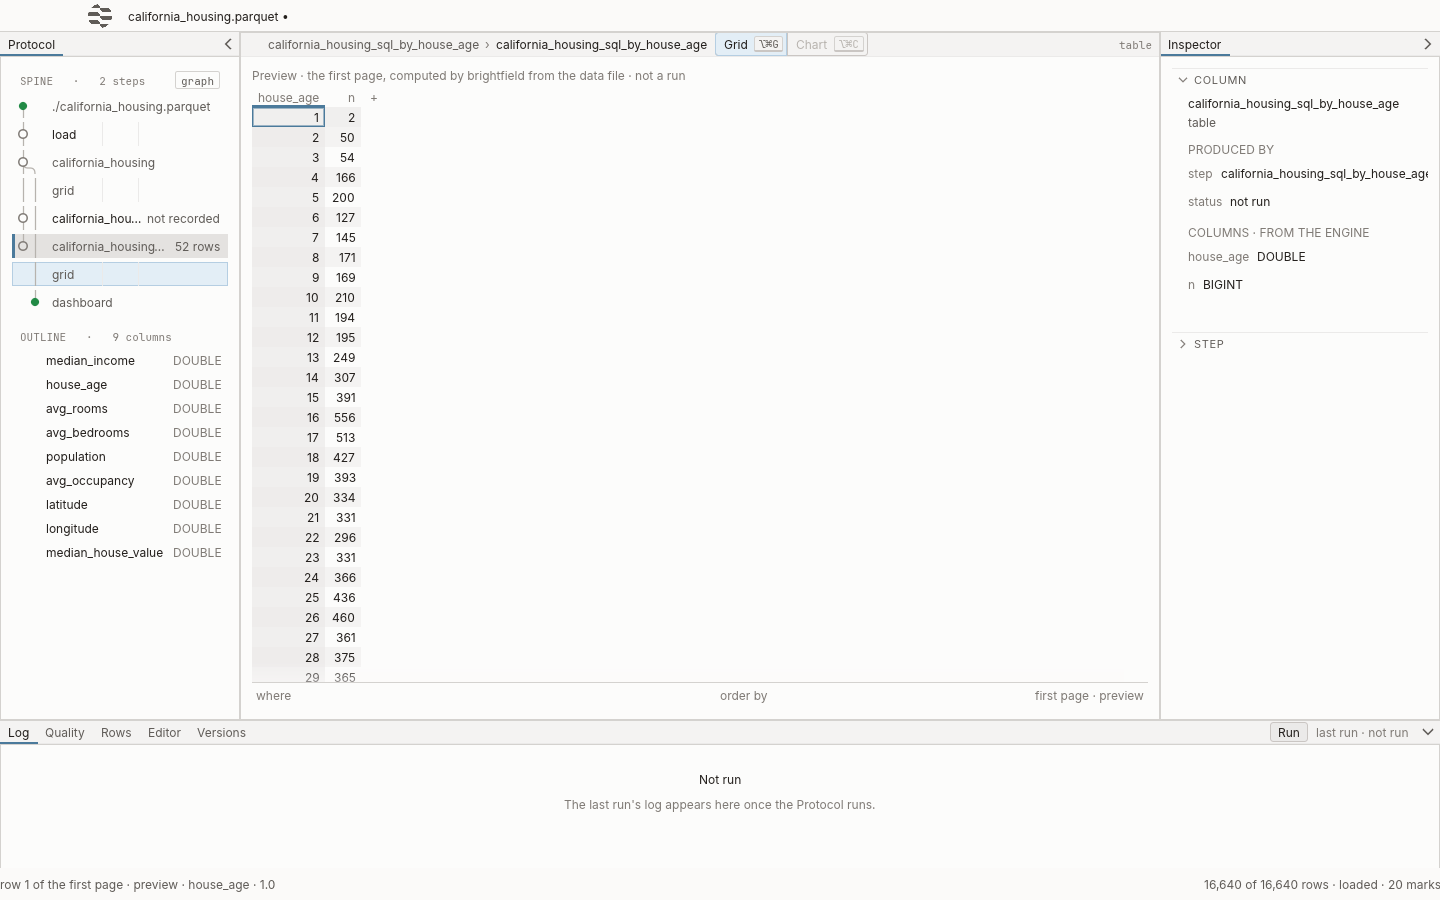 california_housing.parquet •
Protocol
california_housing_sql_by_house_age › california_housing_sql_by_house_age Grid ⌥⌘G Chart ⌥⌘C table
Inspector
SPINE · 2 steps graph
./california_housing.parquet
load
california_housing
grid
california_hou... not recorded
california_housing... 52 rows
grid
dashboard
OUTLINE · 9 columns
median_income DOUBLE
house_age DOUBLE
avg_rooms DOUBLE
avg_bedrooms DOUBLE
population DOUBLE
avg_occupancy DOUBLE
latitude DOUBLE
longitude DOUBLE
median_house_value DOUBLE
Preview · the first page, computed by brightfield from the data file · not a run
house_age n +
1 2
2 50
3 54
4 166
5 200
6 127
7 145
8 171
9 169
10 210
11 194
12 195
13 249
14 307
15 391
16 556
17 513
18 427
19 393
20 334
21 331
22 296
23 331
24 366
25 436
26 460
27 361
28 375
29 365
where order by first page · preview
COLUMN
california_housing_sql_by_house_age
table
PRODUCED BY
step california_housing_sql_by_house_age
status not run
COLUMNS · FROM THE ENGINE
house_age DOUBLE
n BIGINT
STEP
Log Quality Rows Editor Versions Run last run · not run
Not run
The last run's log appears here once the Protocol runs.
row 1 of the first page · preview · house_age · 1.0
16,640 of 16,640 rows · loaded · 20 marks